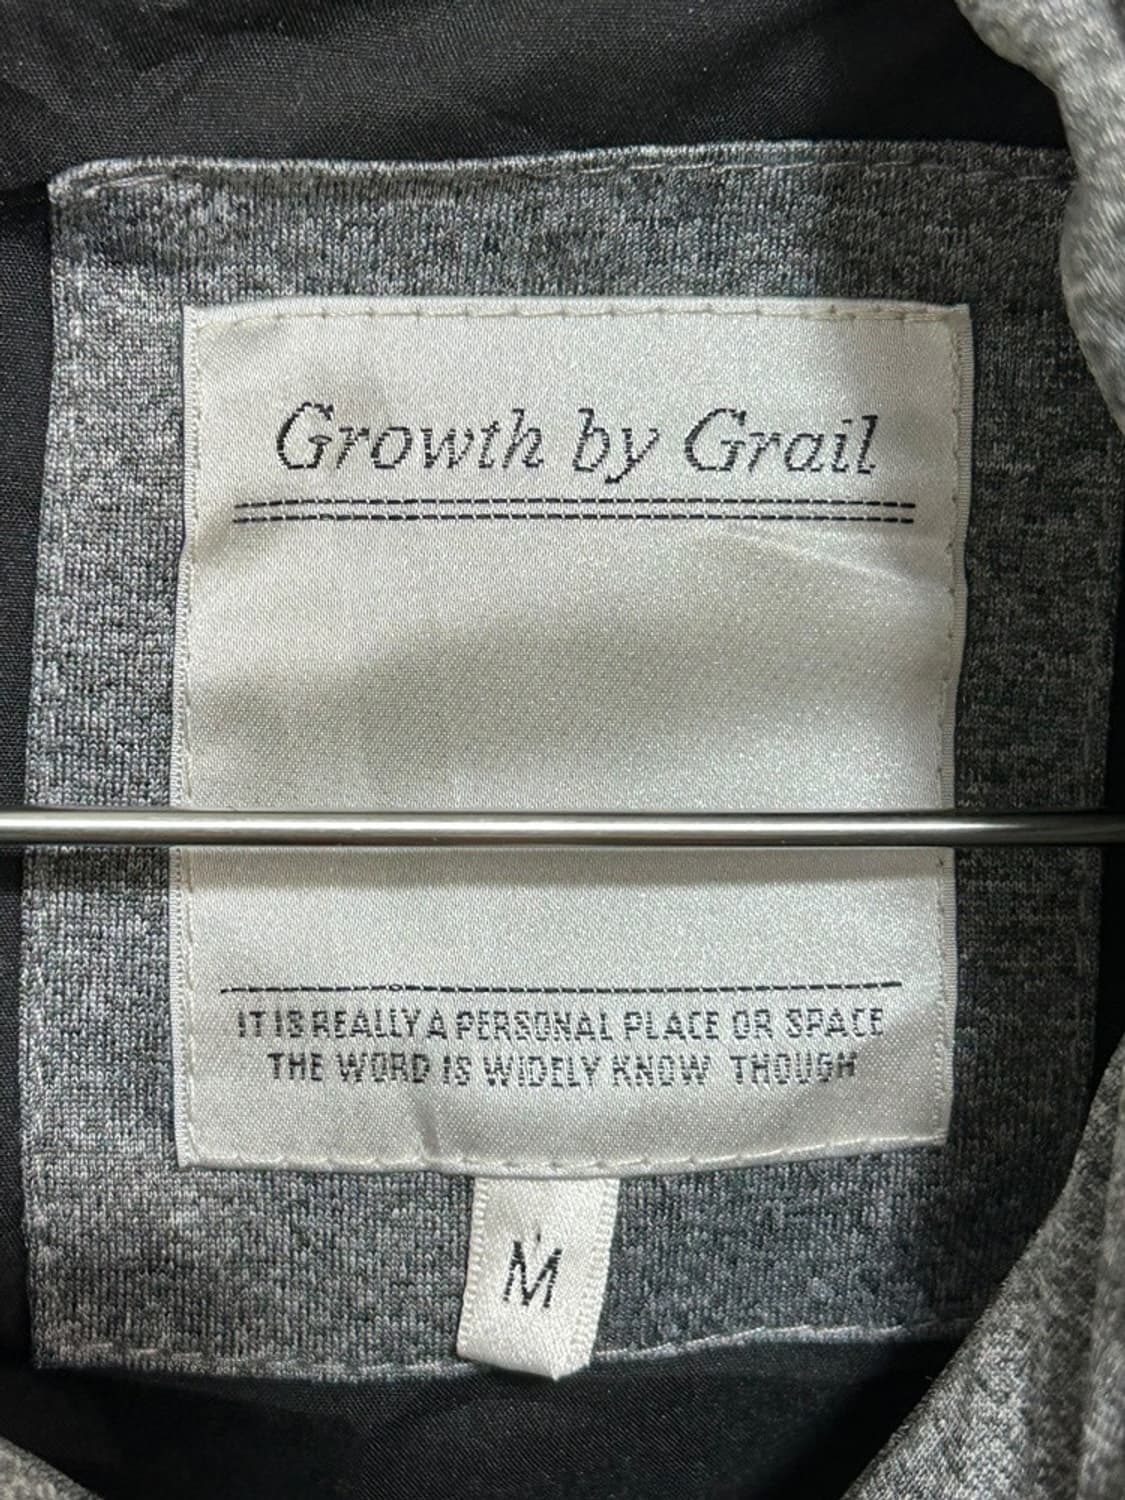 Growth by Grail
IT IS REALLY A PERSONAL PLACE OR SPACE
THE WORD IS WIDELY KNOW THOUGH
M